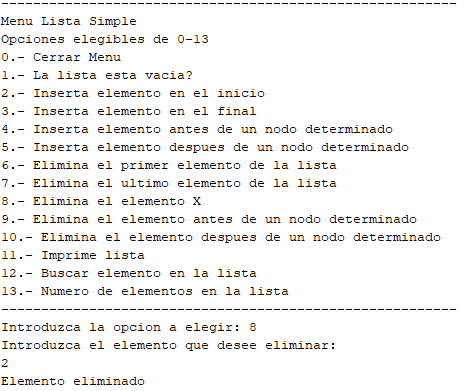 ---------------------------------------------------------
Menu Lista Simple
Opciones elegibles de 0-13
0.- Cerrar Menu
1.- La lista esta vacia?
2.- Inserta elemento en el inicio
3.- Inserta elemento en el final
4.- Inserta elemento antes de un nodo determinado
5.- Inserta elemento despues de un nodo determinado
6.- Elimina el primer elemento de la lista
7.- Elimina el ultimo elemento de la lista
8.- Elimina el elemento X
9.- Elimina el elemento antes de un nodo determinado
10.- Elimina el elemento despues de un nodo determinado
11.- Imprime lista
12.- Buscar elemento en la lista
13.- Numero de elementos en la lista
---------------------------------------------------------
Introduzca la opcion a elegir: 8
Introduzca el elemento que desee eliminar:
2
Elemento eliminado